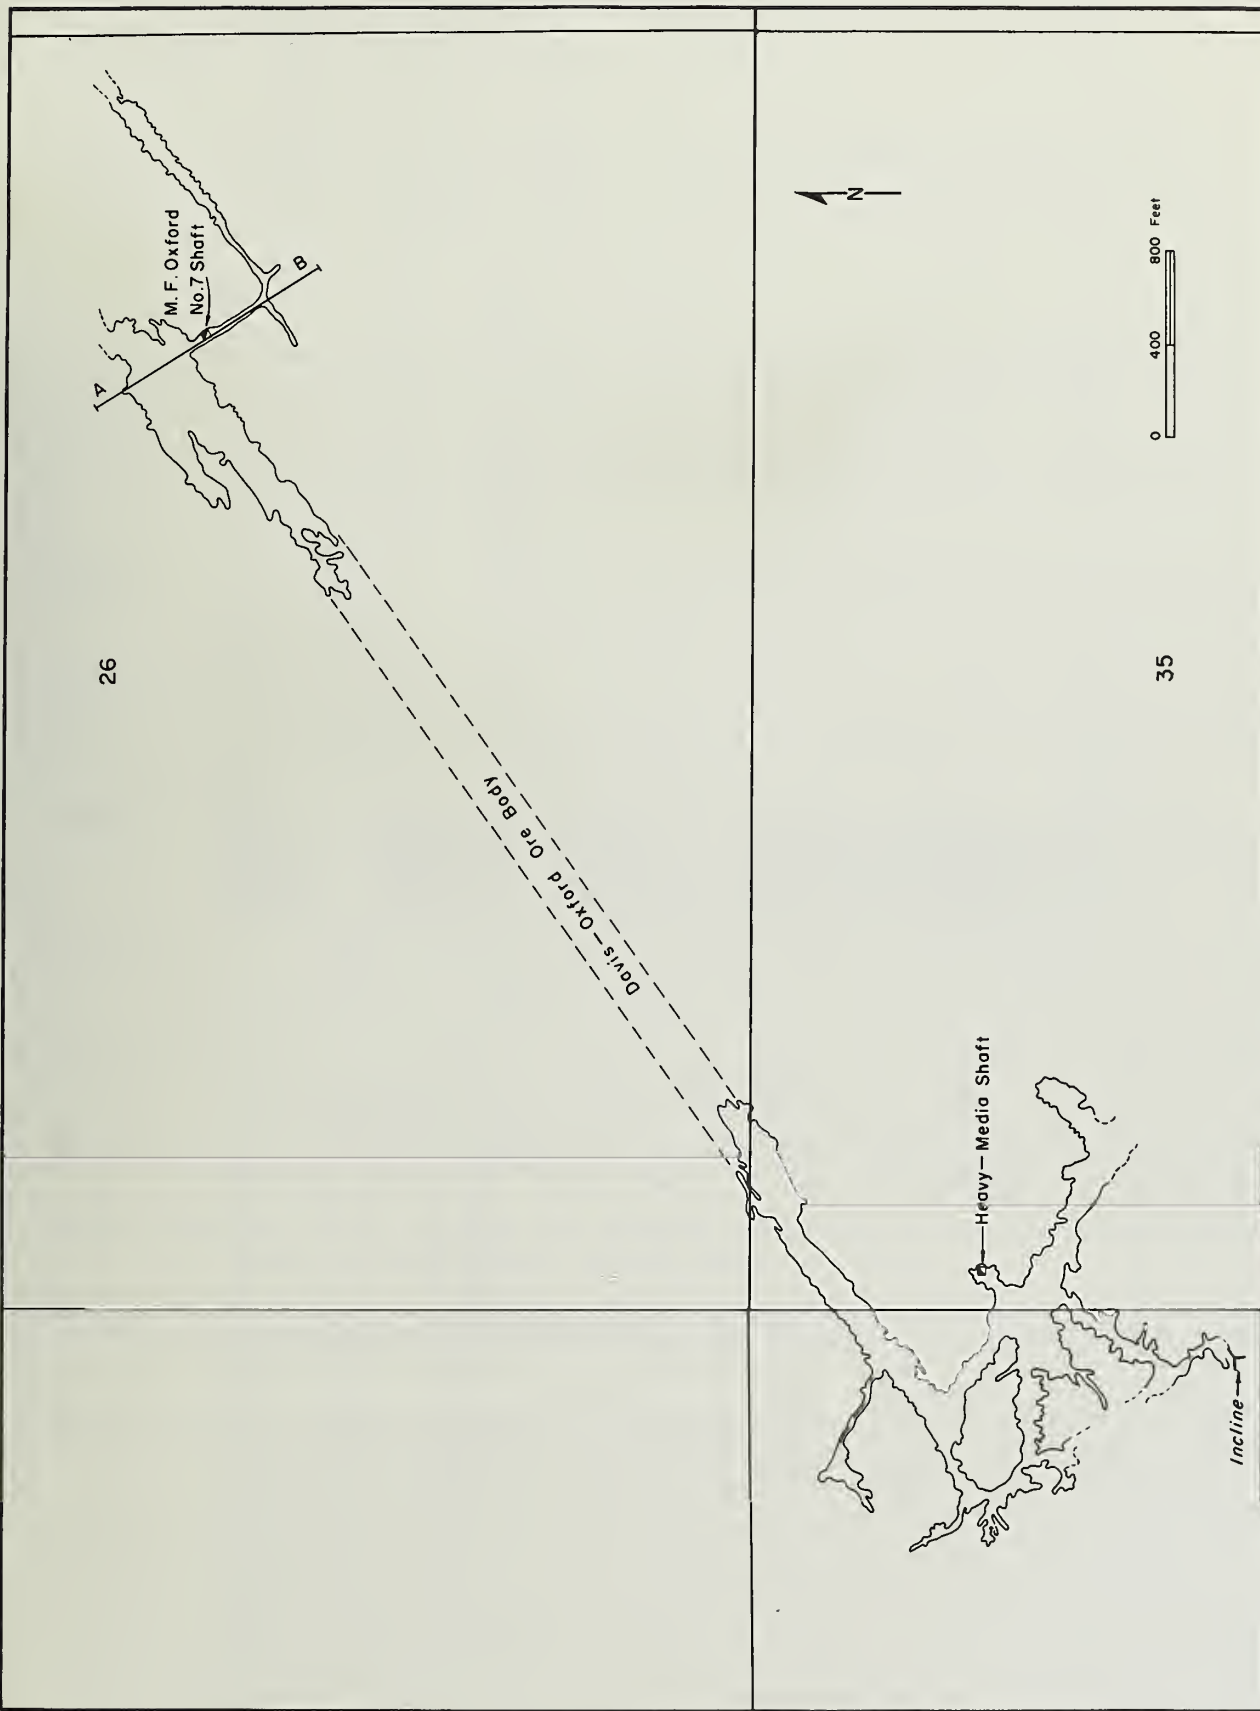 26
M. F. Oxford
No. 7 Shaft
A
B
N
0 400 800 Feet
Davis—Oxford Ore Body
35
Heavy—Media Shaft
Incline